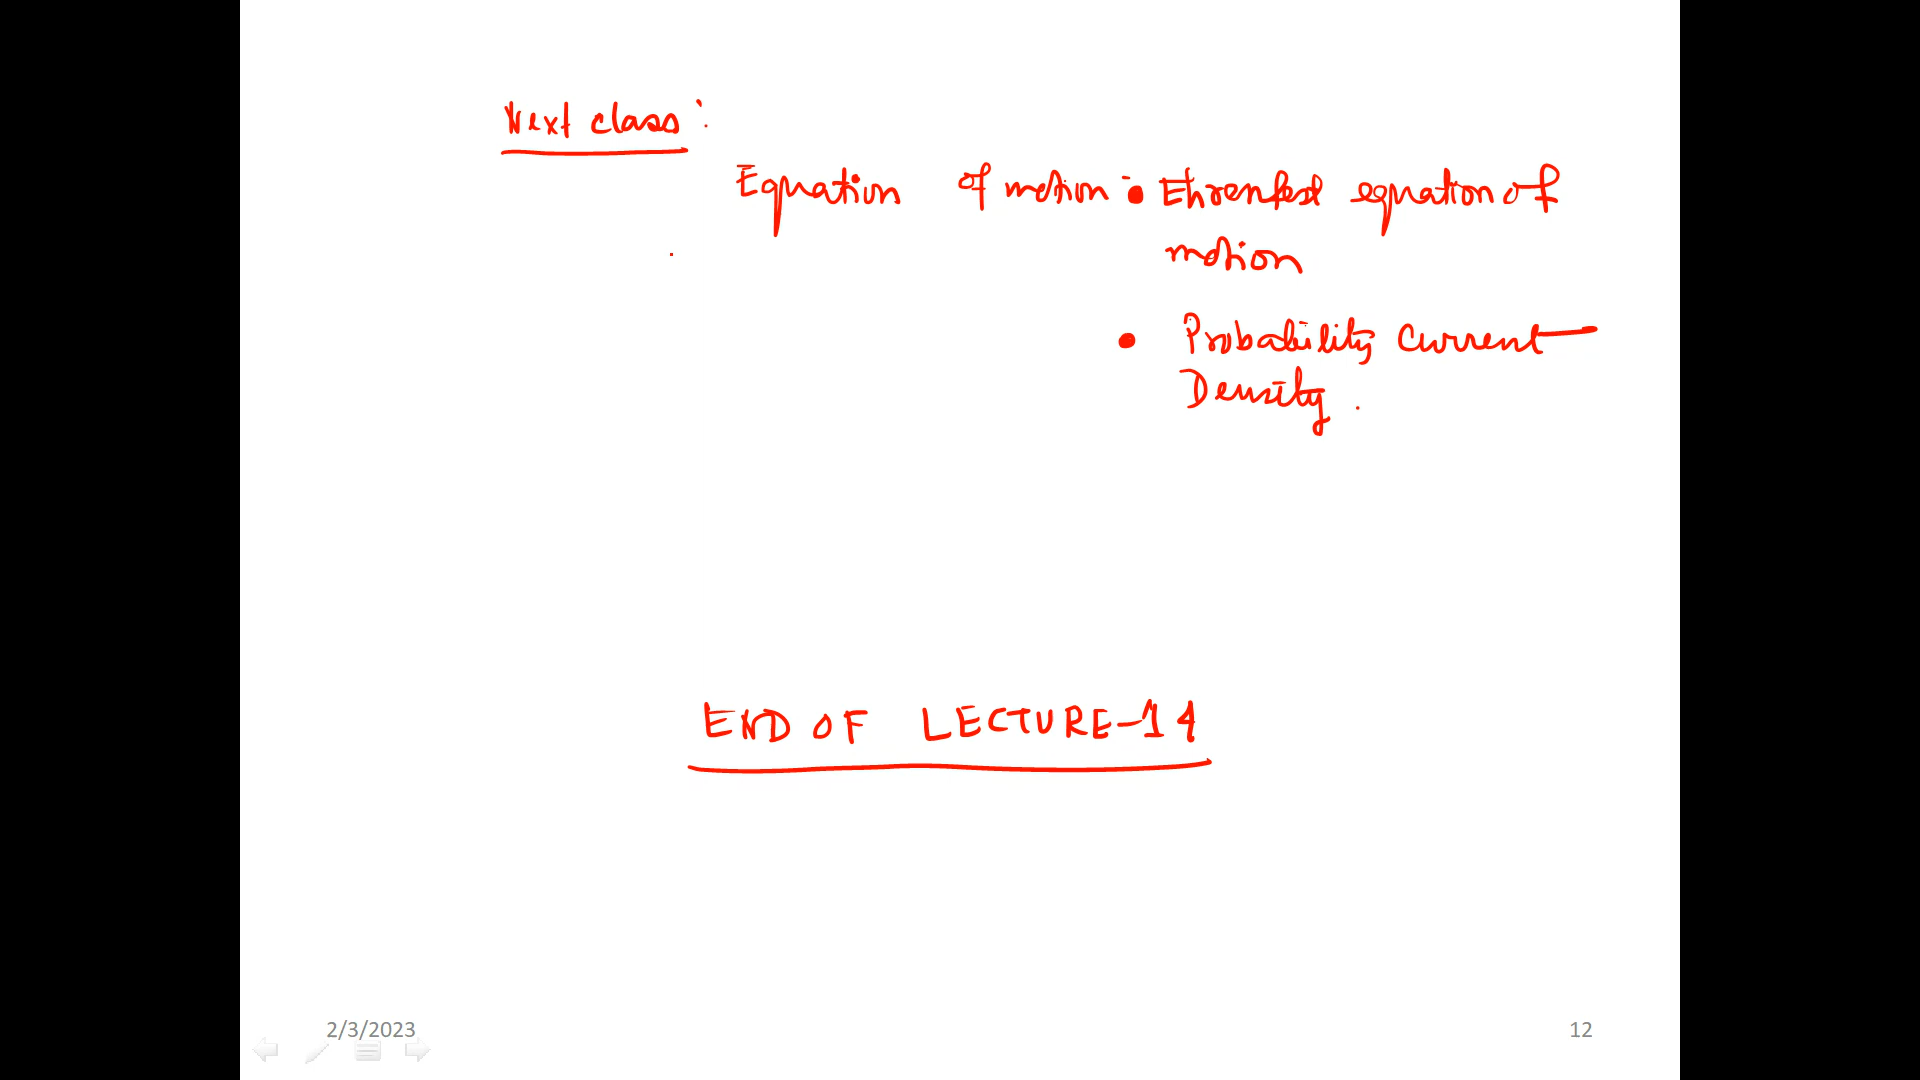 Next class:
Equation of motion • Ehrenfest equation of
motion
• Probability Current
Density.
END OF LECTURE-14
2/3/2023
12